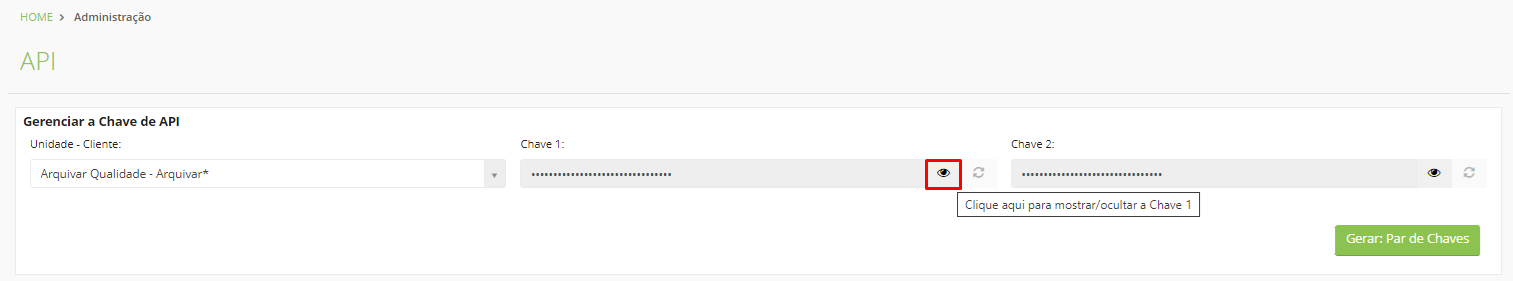 HOME > Administração
API
Gerenciar a Chave de API
Unidade - Cliente: Chave 1: Chave 2:
Arquivar Qualidade - Arquivar* •••••••••••••••••••••••••••••••• ••••••••••••••••••••••••••••••••
Clique aqui para mostrar/ocultar a Chave 1
Gerar: Par de Chaves